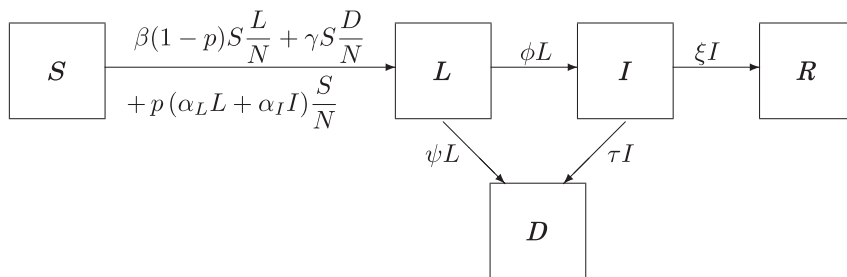 β(1 − p)S L/N + γS D/N
S L ϕL I ξI R
+ p (α_L L + α_I I) S/N
ψL τI
D